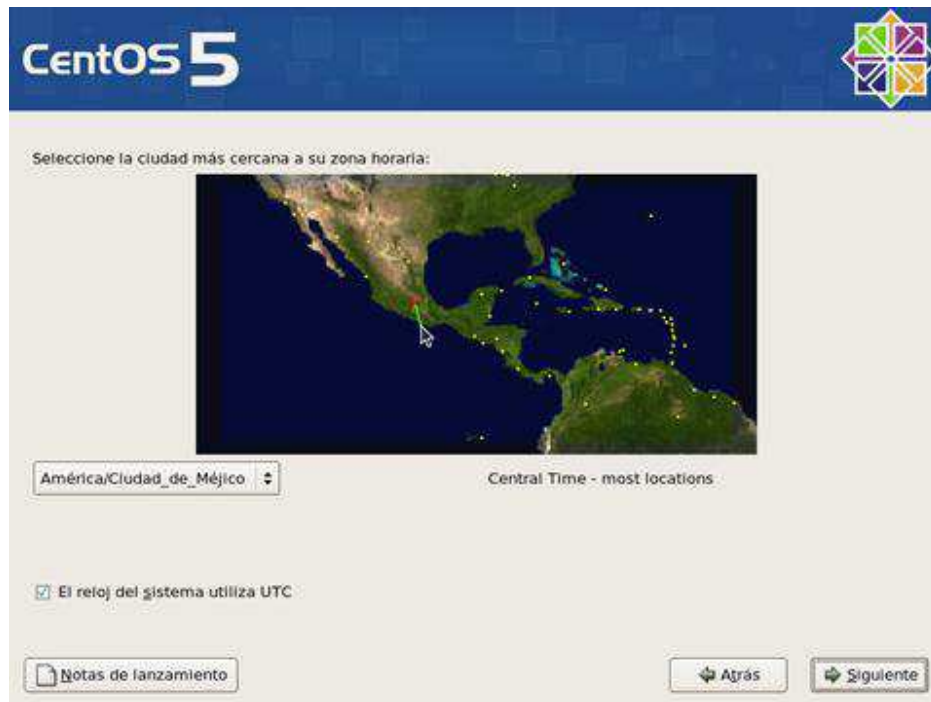 CentOS 5
Seleccione la ciudad más cercana a su zona horaria:
América/Ciudad_de_Méjico
Central Time - most locations
El reloj del sistema utiliza UTC
Notas de lanzamiento
Atrás
Siguiente